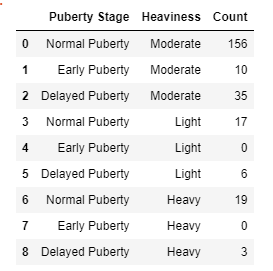 Puberty Stage Heaviness Count
0 Normal Puberty Moderate 156
1 Early Puberty Moderate 10
2 Delayed Puberty Moderate 35
3 Normal Puberty Light 17
4 Early Puberty Light 0
5 Delayed Puberty Light 6
6 Normal Puberty Heavy 19
7 Early Puberty Heavy 0
8 Delayed Puberty Heavy 3